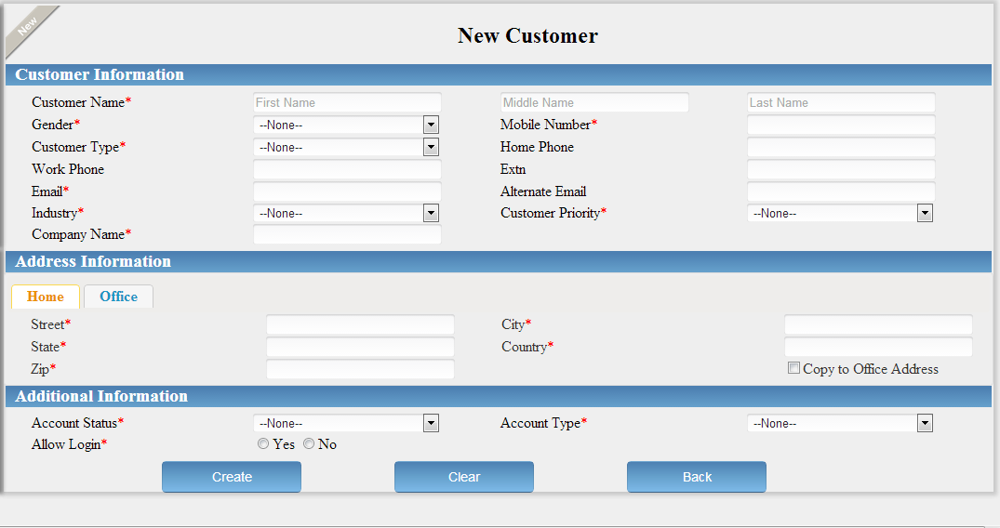 New
New Customer
Customer Information
Customer Name* First Name Middle Name Last Name
Gender* --None-- Mobile Number*
Customer Type* --None-- Home Phone
Work Phone Extn
Email* Alternate Email
Industry* --None-- Customer Priority* --None--
Company Name*
Address Information
Home Office
Street* City*
State* Country*
Zip* Copy to Office Address
Additional Information
Account Status* --None-- Account Type* --None--
Allow Login* Yes No
Create Clear Back